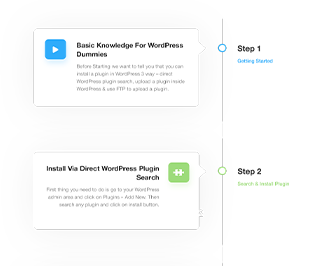 Basic Knowledge For WordPress
Dummies
Before Starting we want to tell you that you can
install a plugin in WordPress 3 way - direct
WordPress plugin search, upload a plugin inside
WordPress & use FTP to upload a plugin.
Step 1
Getting Started
Install Via Direct WordPress Plugin
Search
First thing you need to do is go to your WordPress
admin area and click on Plugins » Add New. Then
search any plugin and click on install button.
Step 2
Search & Install Plugin